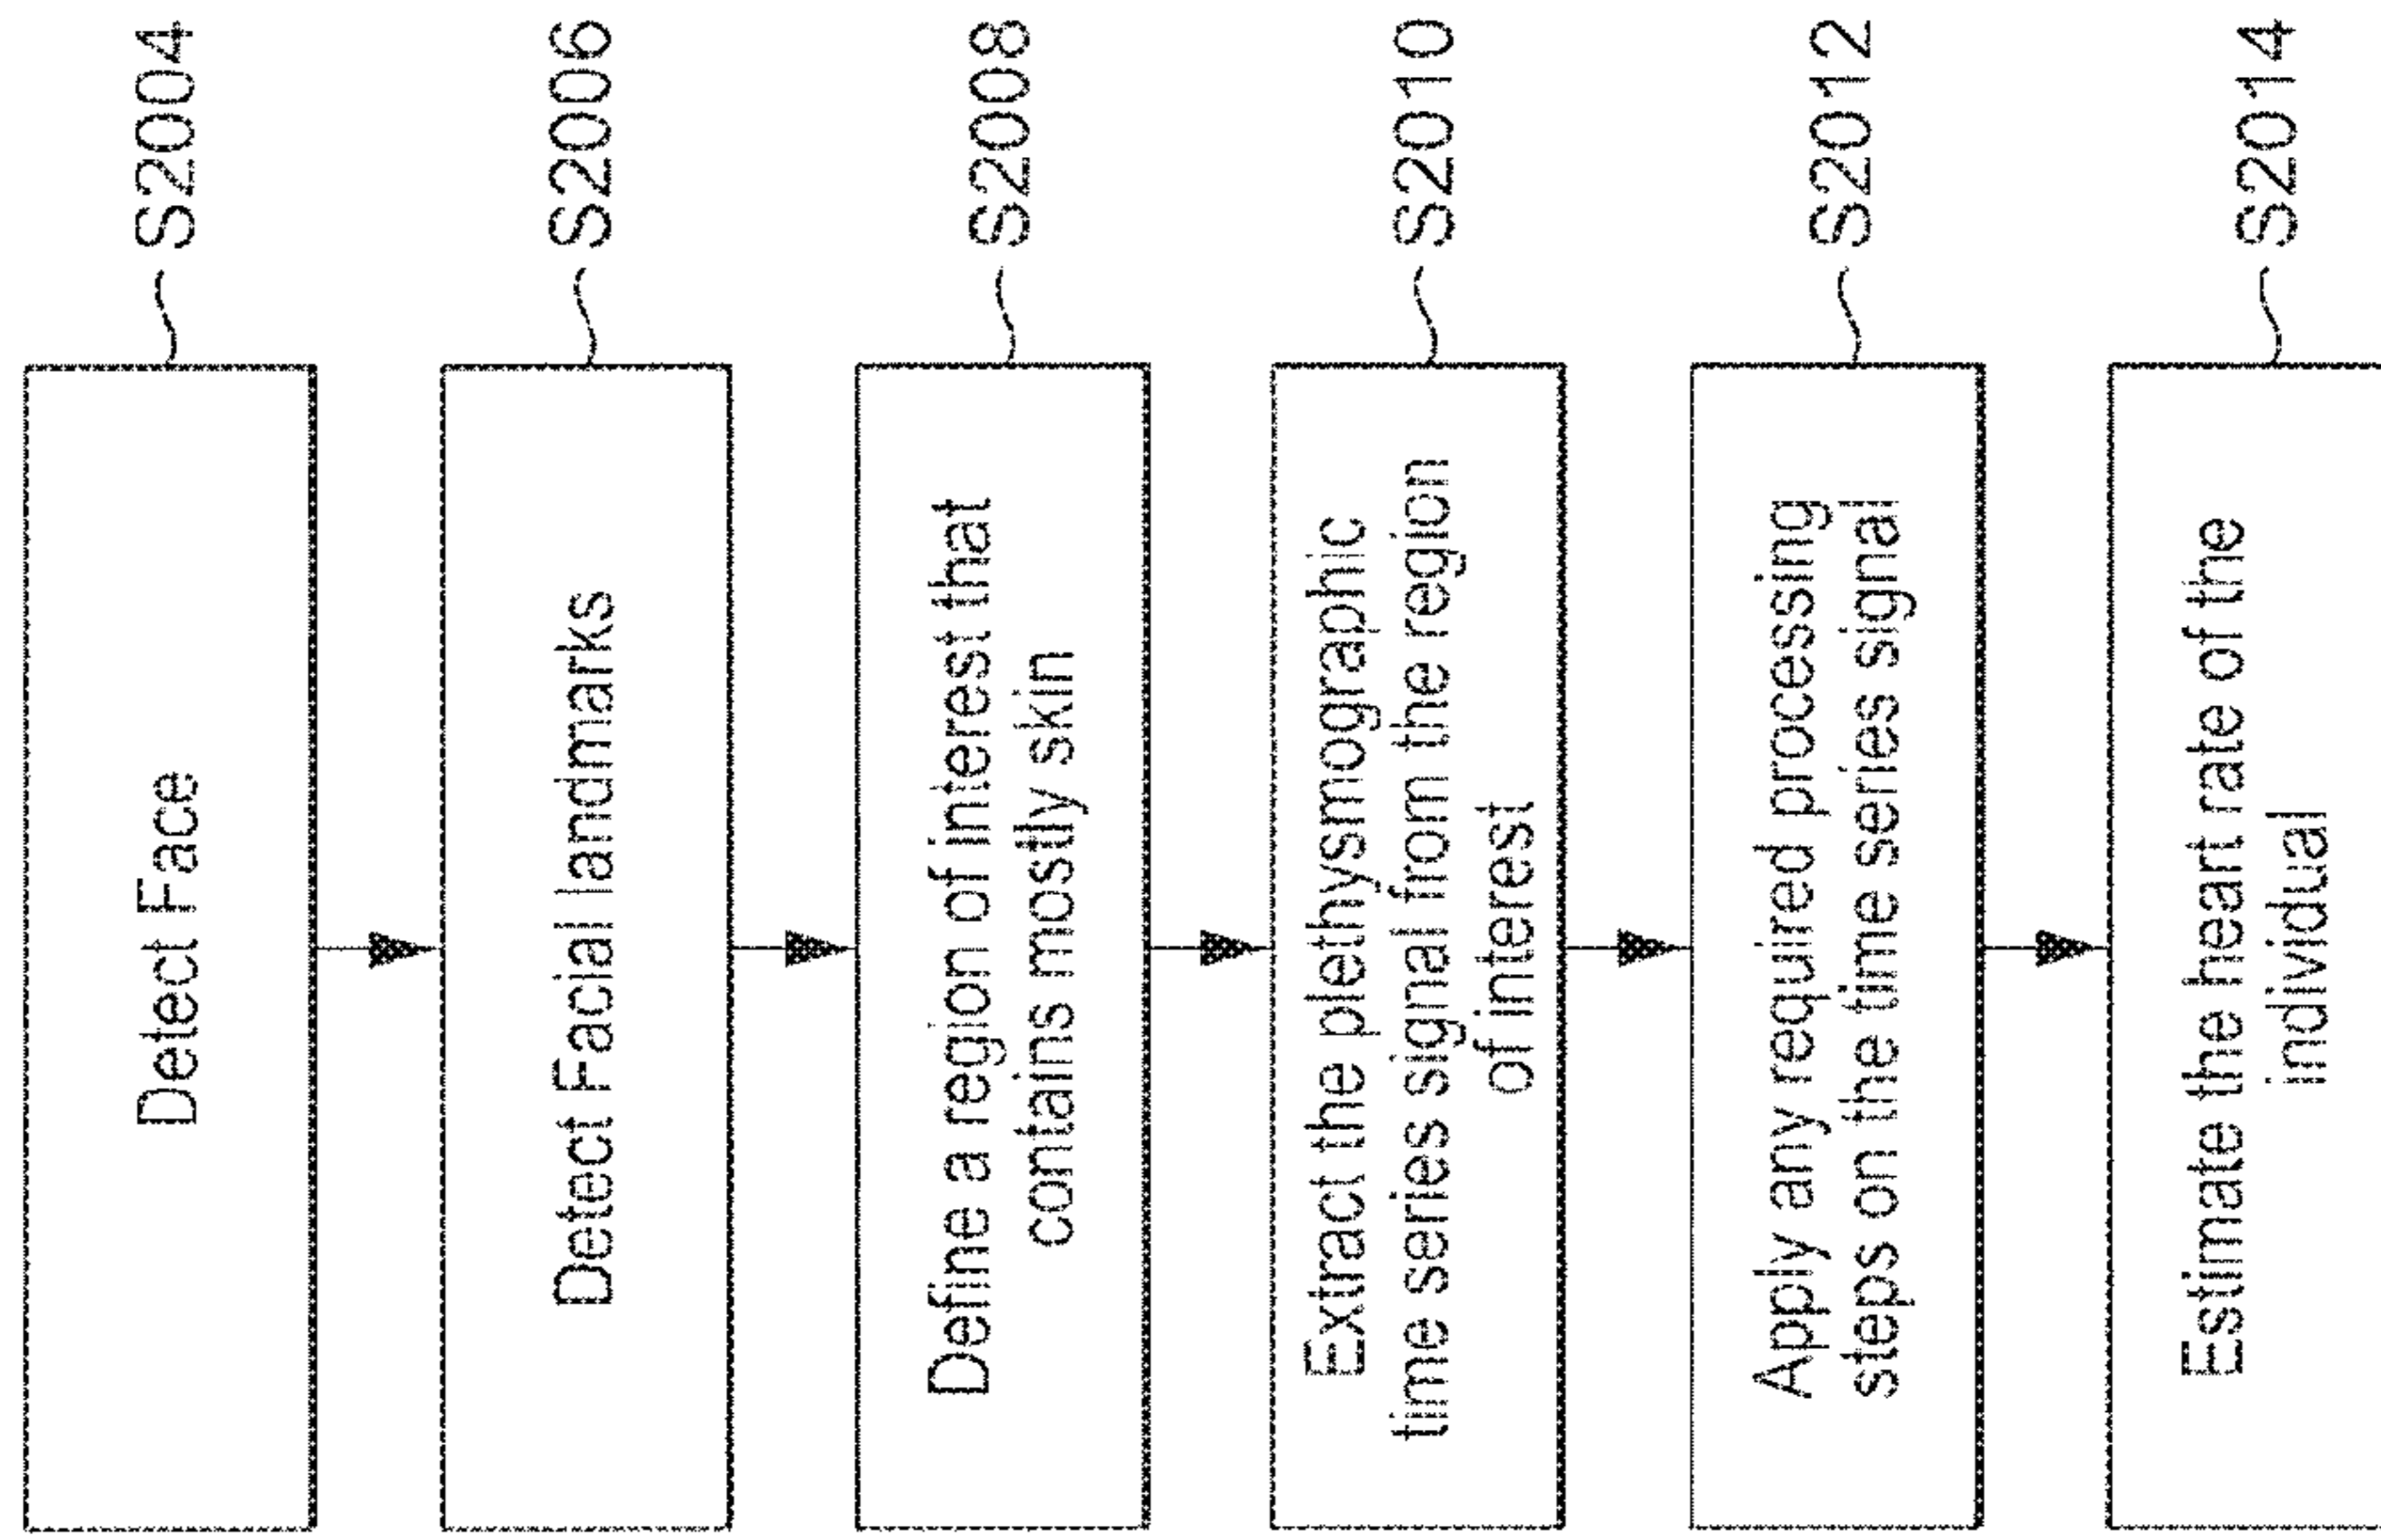 Detect Face
S2004
Detect Facial landmarks
S2006
Define a region of interest that
contains mostly skin
S2008
Extract the plethysmographic
time series signal from the region
of interest
S2010
Apply any required processing
steps on the time series signal
S2012
Estimate the heart rate of the
individual
S2014